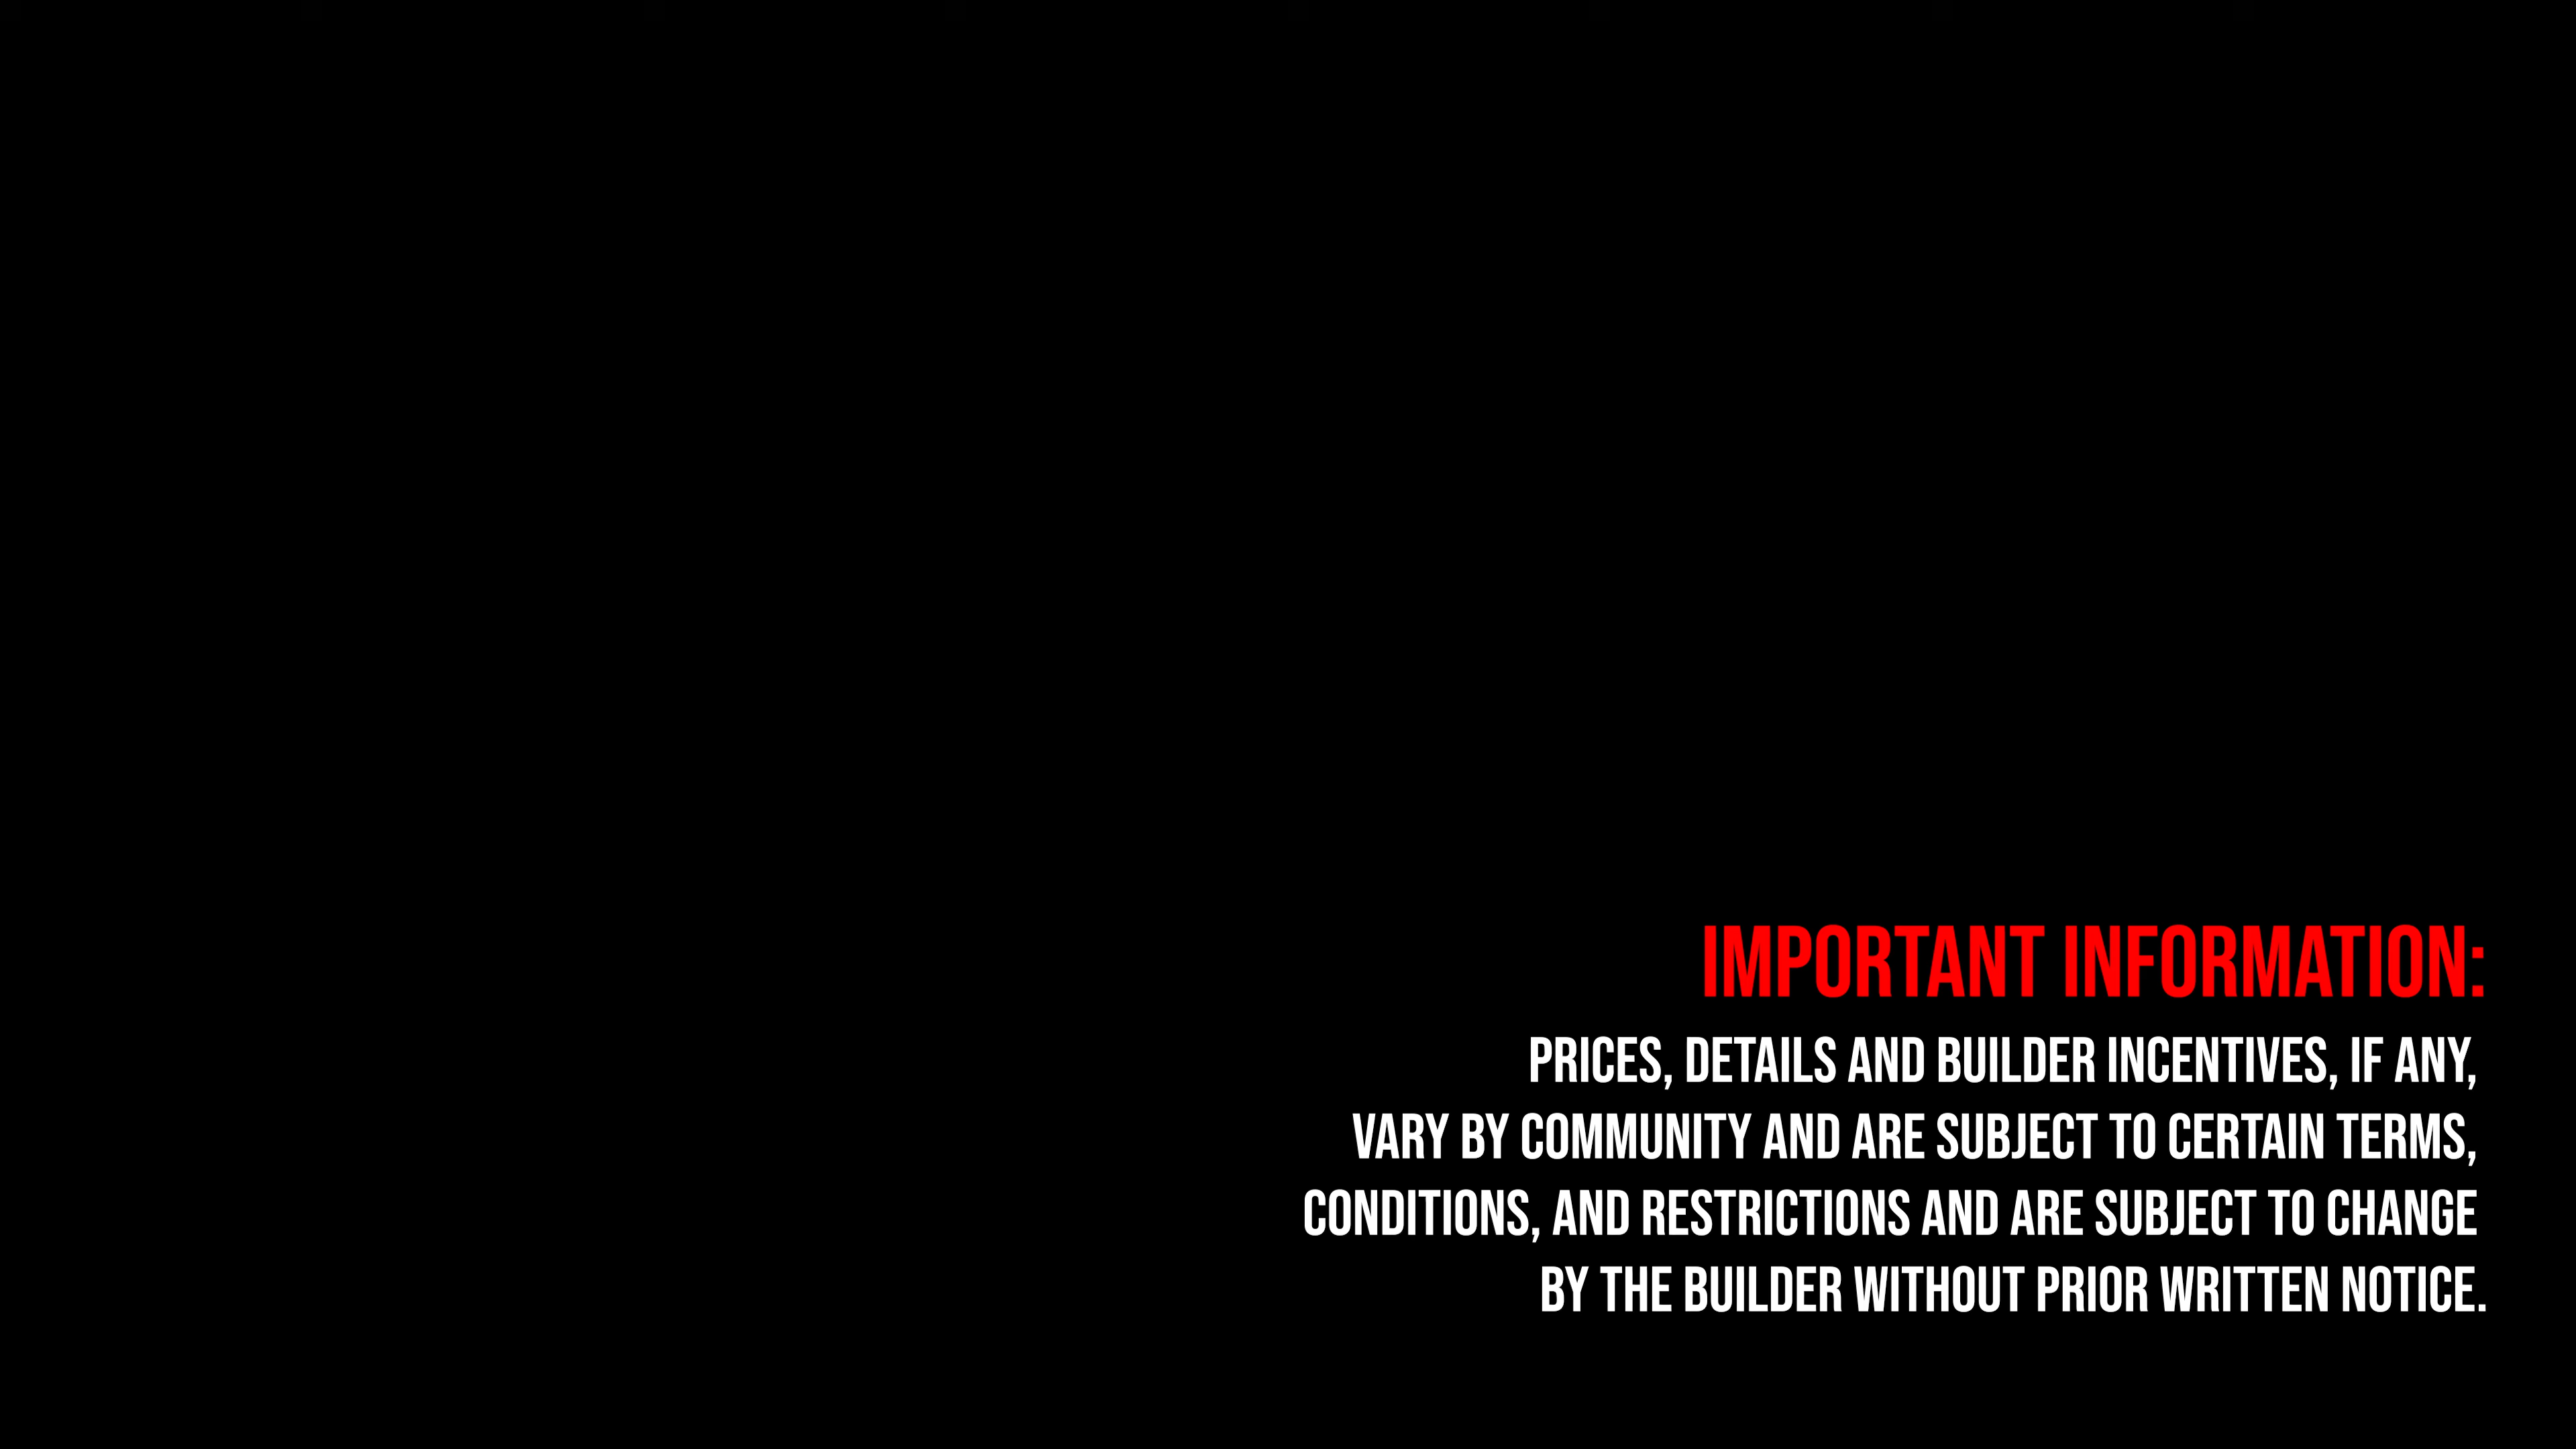 IMPORTANT INFORMATION:
PRICES, DETAILS AND BUILDER INCENTIVES, IF ANY,
VARY BY COMMUNITY AND ARE SUBJECT TO CERTAIN TERMS,
CONDITIONS, AND RESTRICTIONS AND ARE SUBJECT TO CHANGE
BY THE BUILDER WITHOUT PRIOR WRITTEN NOTICE.